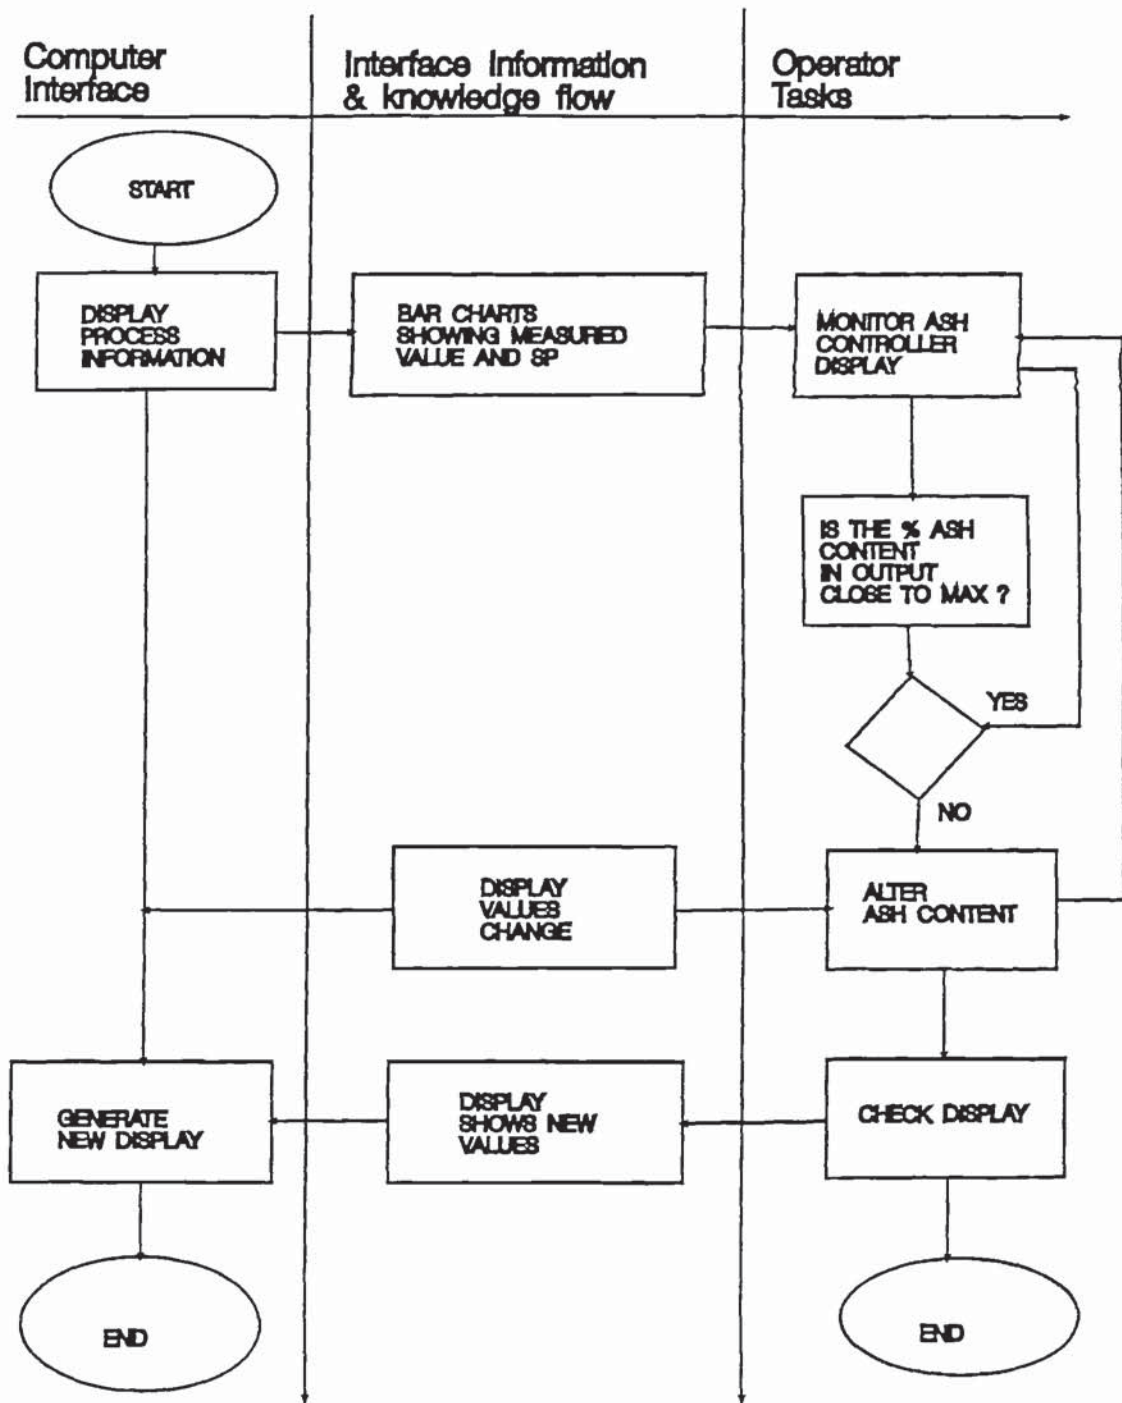 Computer
Interface
Interface Information
& knowledge flow
Operator
Tasks
START
DISPLAY
PROCESS
INFORMATION
BAR CHARTS
SHOWING MEASURED
VALUE AND SP
MONITOR ASH
CONTROLLER
DISPLAY
IS THE % ASH
CONTENT
IN OUTPUT
CLOSE TO MAX ?
YES
NO
DISPLAY
VALUES
CHANGE
ALTER
ASH CONTENT
GENERATE
NEW DISPLAY
DISPLAY
SHOWS NEW
VALUES
CHECK DISPLAY
END
END